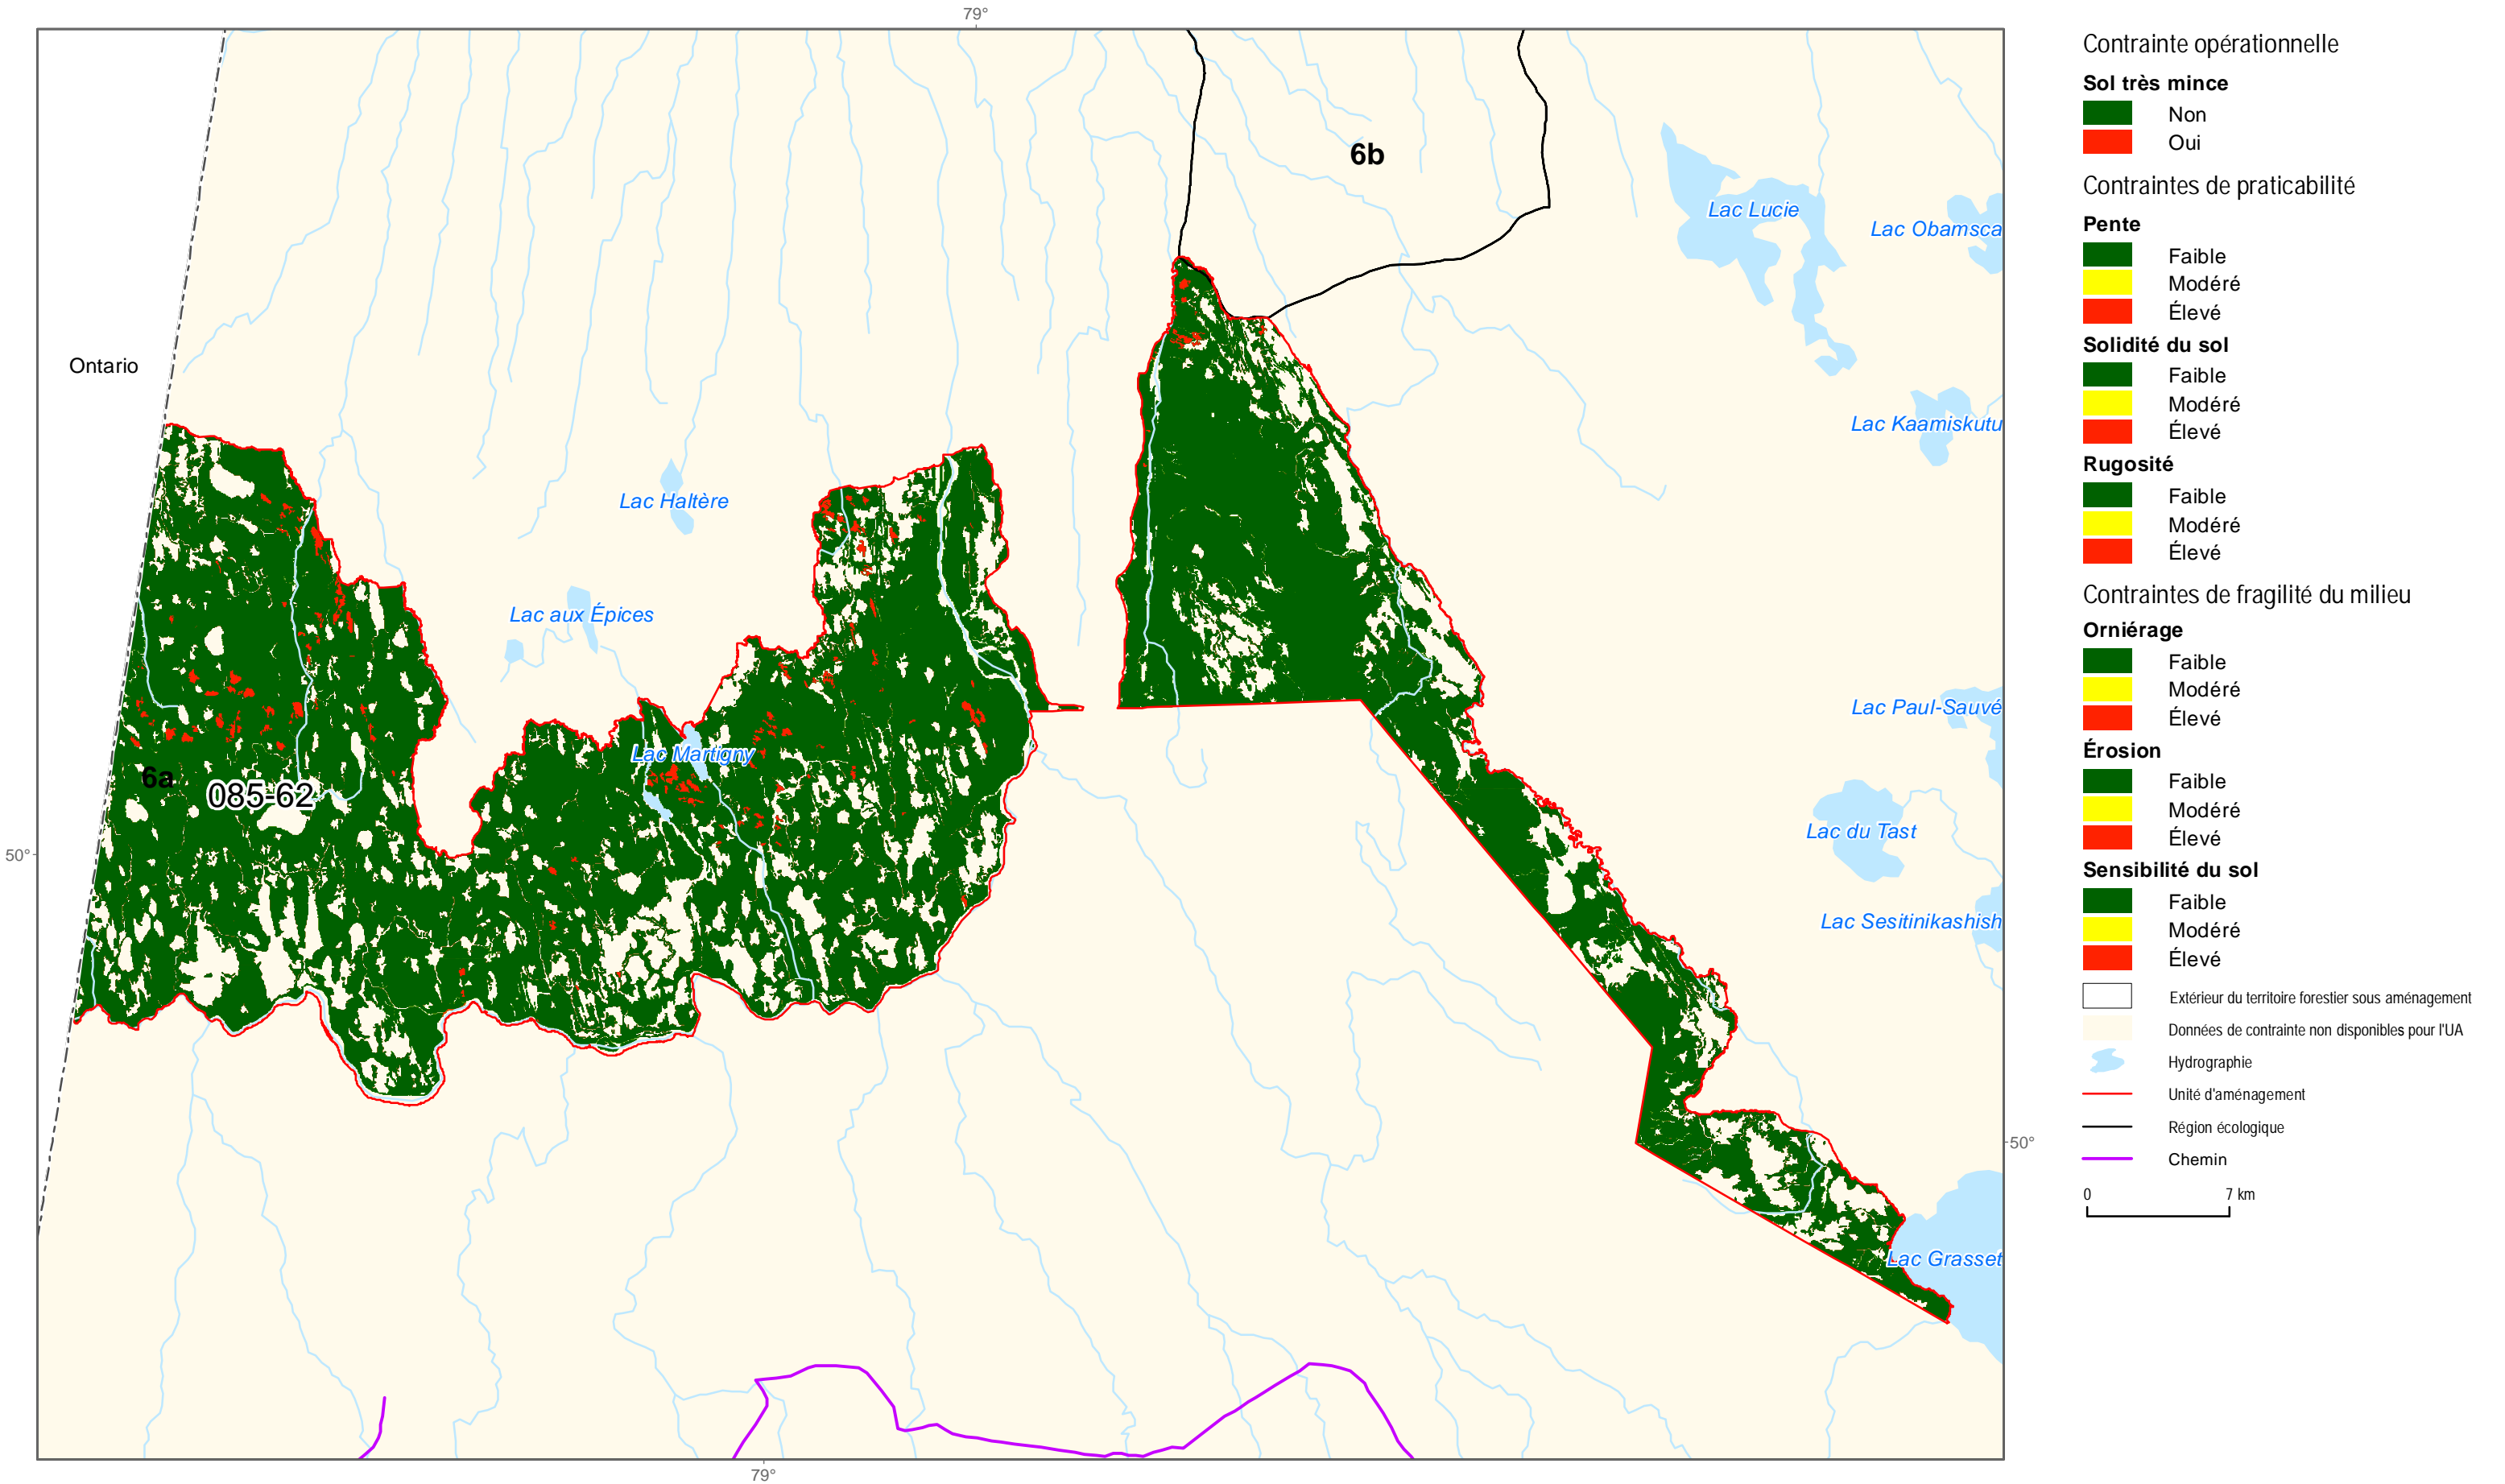 79°
Ontario
6b
Lac Lucie
Lac Obamsca
Lac Kaamiskutu
Lac Haltère
Lac aux Épices
Lac Paul-Sauvé
Lac Martigny
6a
085-62
Lac du Tast
50°
Lac Sesitinikashish
50°
Lac Grasset
79°
Contrainte opérationnelle
Sol très mince
Non
Oui
Contraintes de praticabilité
Pente
Faible
Modéré
Élevé
Solidité du sol
Faible
Modéré
Élevé
Rugosité
Faible
Modéré
Élevé
Contraintes de fragilité du milieu
Orniérage
Faible
Modéré
Élevé
Érosion
Faible
Modéré
Élevé
Sensibilité du sol
Faible
Modéré
Élevé
Extérieur du territoire forestier sous aménagement
Données de contrainte non disponibles pour l'UA
Hydrographie
Unité d'aménagement
Région écologique
Chemin
0 7 km